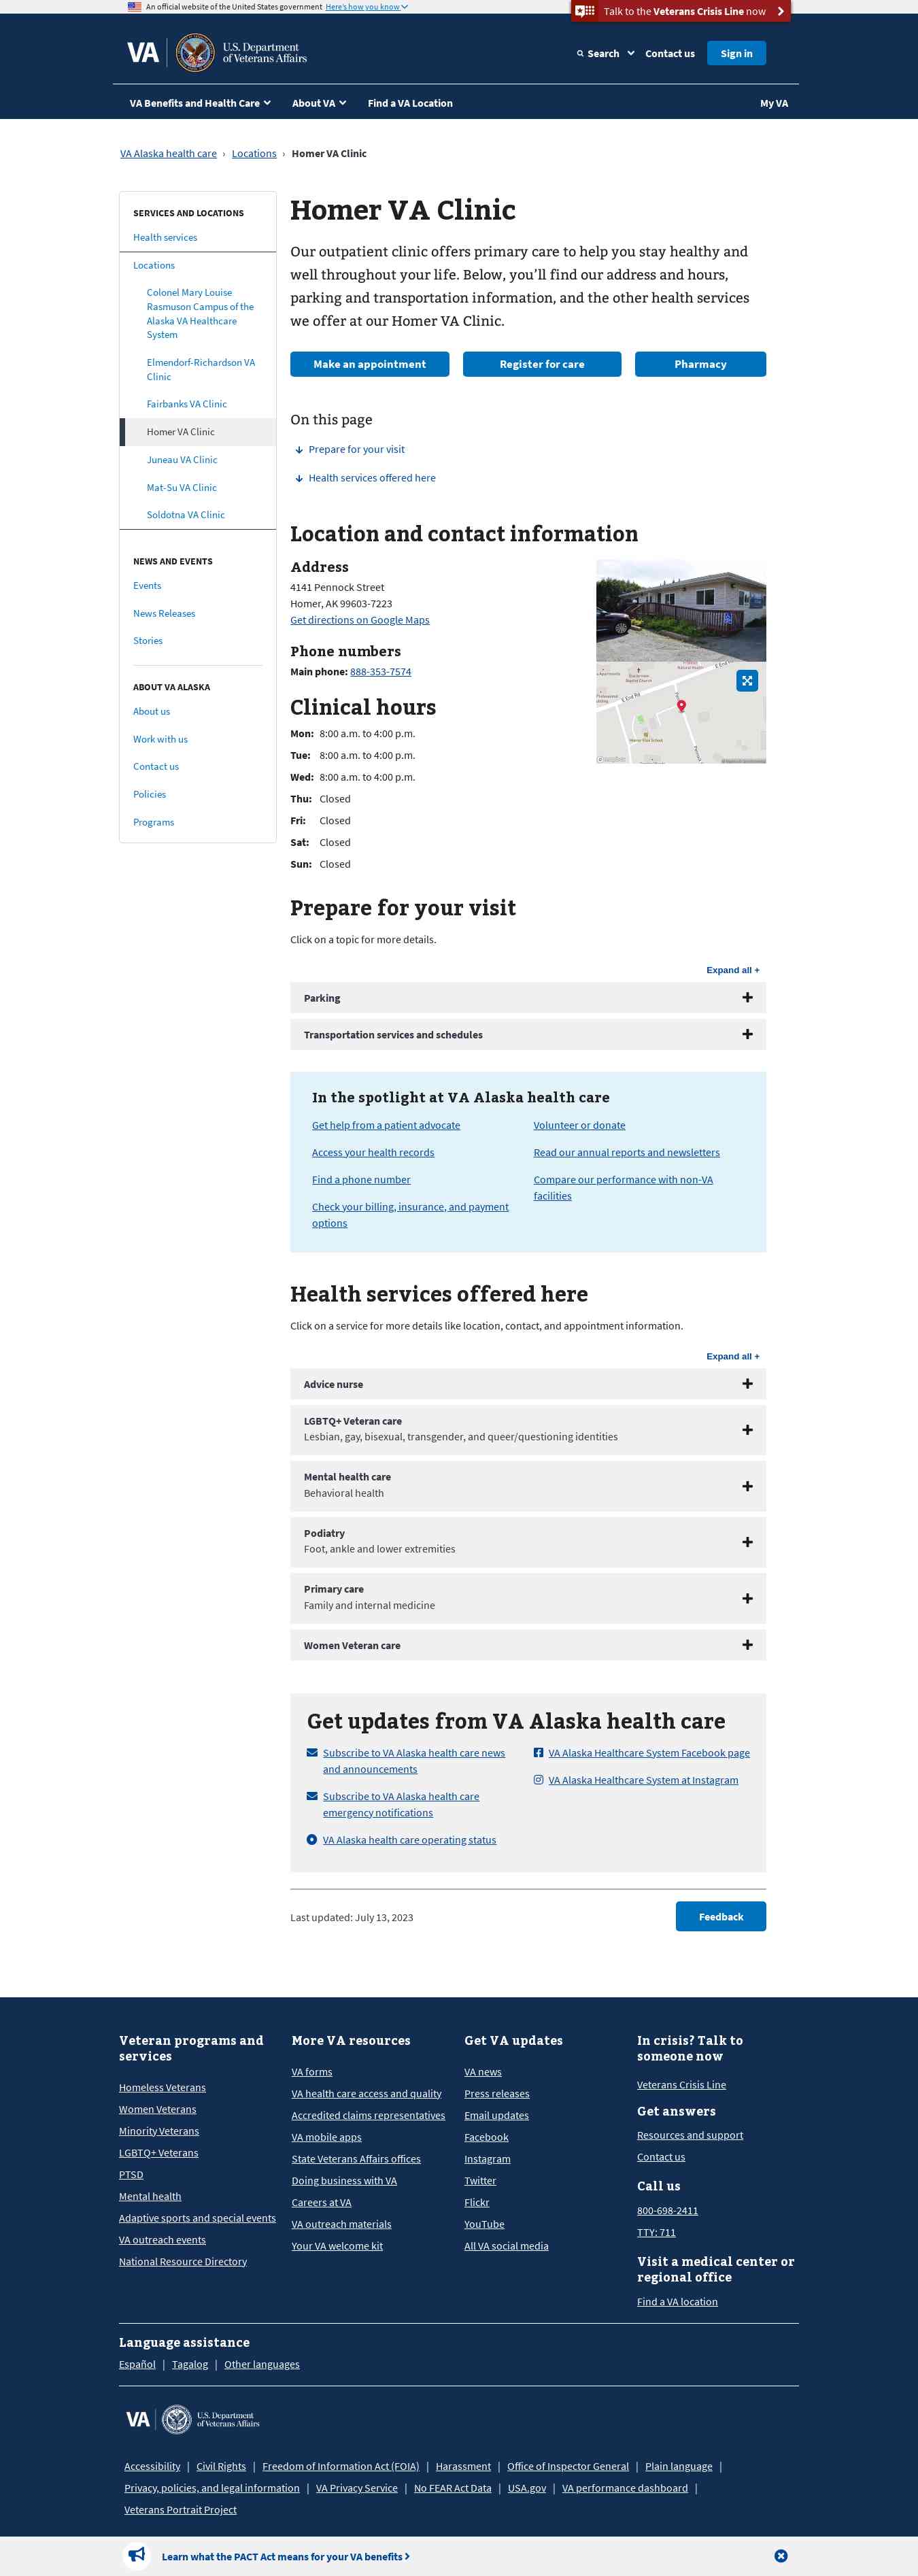 An official website of the United States government Here's how you know
Talk to the Veterans Crisis Line now
VA
U.S. Department
of Veterans Affairs
Search
Contact us
Sign in
VA Benefits and Health Care
About VA
Find a VA Location
My VA
VA Alaska health care › Locations › Homer VA Clinic
SERVICES AND LOCATIONS
Health services
Locations
Colonel Mary Louise
Rasmuson Campus of the
Alaska VA Healthcare
System
Elmendorf-Richardson VA
Clinic
Fairbanks VA Clinic
Homer VA Clinic
Juneau VA Clinic
Mat-Su VA Clinic
Soldotna VA Clinic
NEWS AND EVENTS
Events
News Releases
Stories
ABOUT VA ALASKA
About us
Work with us
Contact us
Policies
Programs
Homer VA Clinic
Our outpatient clinic offers primary care to help you stay healthy and
well throughout your life. Below, you’ll find our address and hours,
parking and transportation information, and the other health services
we offer at our Homer VA Clinic.
Make an appointment
Register for care
Pharmacy
On this page
Prepare for your visit
Health services offered here
Location and contact information
Address
4141 Pennock Street
Homer, AK 99603-7223
Get directions on Google Maps
Phone numbers
Main phone: 888-353-7574
Clinical hours
Mon: 8:00 a.m. to 4:00 p.m.
Tue: 8:00 a.m. to 4:00 p.m.
Wed: 8:00 a.m. to 4:00 p.m.
Thu: Closed
Fri: Closed
Sat: Closed
Sun: Closed
Prepare for your visit
Click on a topic for more details.
Expand all +
Parking
Transportation services and schedules
In the spotlight at VA Alaska health care
Get help from a patient advocate
Access your health records
Find a phone number
Check your billing, insurance, and payment
options
Volunteer or donate
Read our annual reports and newsletters
Compare our performance with non-VA
facilities
Health services offered here
Click on a service for more details like location, contact, and appointment information.
Expand all +
Advice nurse
LGBTQ+ Veteran care
Lesbian, gay, bisexual, transgender, and queer/questioning identities
Mental health care
Behavioral health
Podiatry
Foot, ankle and lower extremities
Primary care
Family and internal medicine
Women Veteran care
Get updates from VA Alaska health care
Subscribe to VA Alaska health care news
and announcements
Subscribe to VA Alaska health care
emergency notifications
VA Alaska health care operating status
VA Alaska Healthcare System Facebook page
VA Alaska Healthcare System at Instagram
Last updated: July 13, 2023
Feedback
Veteran programs and
services
Homeless Veterans
Women Veterans
Minority Veterans
LGBTQ+ Veterans
PTSD
Mental health
Adaptive sports and special events
VA outreach events
National Resource Directory
More VA resources
VA forms
VA health care access and quality
Accredited claims representatives
VA mobile apps
State Veterans Affairs offices
Doing business with VA
Careers at VA
VA outreach materials
Your VA welcome kit
Get VA updates
VA news
Press releases
Email updates
Facebook
Instagram
Twitter
Flickr
YouTube
All VA social media
In crisis? Talk to
someone now
Veterans Crisis Line
Get answers
Resources and support
Contact us
Call us
800-698-2411
TTY: 711
Visit a medical center or
regional office
Find a VA location
Language assistance
Español | Tagalog | Other languages
VA
U.S. Department
of Veterans Affairs
Accessibility | Civil Rights | Freedom of Information Act (FOIA) | Harassment | Office of Inspector General | Plain language |
Privacy, policies, and legal information | VA Privacy Service | No FEAR Act Data | USA.gov | VA performance dashboard |
Veterans Portrait Project
Learn what the PACT Act means for your VA benefits